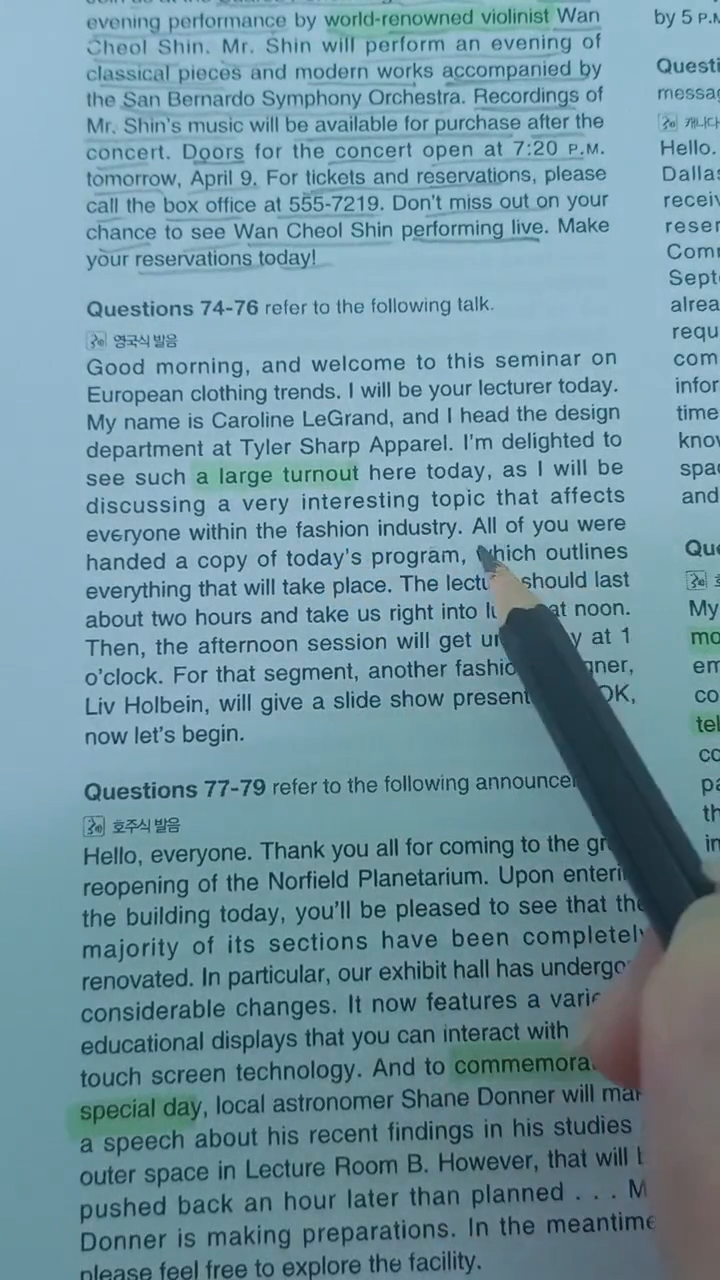 evening performance by world-renowned violinist Wan
Cheol Shin. Mr. Shin will perform an evening of
classical pieces and modern works accompanied by
the San Bernardo Symphony Orchestra. Recordings of
Mr. Shin's music will be available for purchase after the
concert. Doors for the concert open at 7:20 P.M.
tomorrow, April 9. For tickets and reservations, please
call the box office at 555-7219. Don't miss out on your
chance to see Wan Cheol Shin performing live. Make
your reservations today!
Questions 74-76 refer to the following talk.
영국식 발음
Good morning, and welcome to this seminar on
European clothing trends. I will be your lecturer today.
My name is Caroline LeGrand, and I head the design
department at Tyler Sharp Apparel. I'm delighted to
see such a large turnout here today, as I will be
discussing a very interesting topic that affects
everyone within the fashion industry. All of you were
handed a copy of today's program, which outlines
everything that will take place. The should last
about two hours and take us right into at noon.
Then, the afternoon session will get at 1
o'clock. For that segment, another
Liv Holbein, will give a slide show OK,
now let's begin.
Questions 77-79 refer to the following
호주식 발음
Hello, everyone. Thank you all for coming to the
reopening of the Norfield Planetarium. Upon
the building today, you'll be pleased to see that the
majority of its sections have been completely
renovated. In particular, our exhibit hall has
considerable changes. It now features a
educational displays that you can interact with
touch screen technology. And to
special day, local astronomer Shane Donner will
a speech about his recent findings in his studies
outer space in Lecture Room B. However, that will
pushed back an hour later than planned . . .
Donner is making preparations. In the meantime
please feel free to explore the facility.
by 5 P.M
Hello.
My